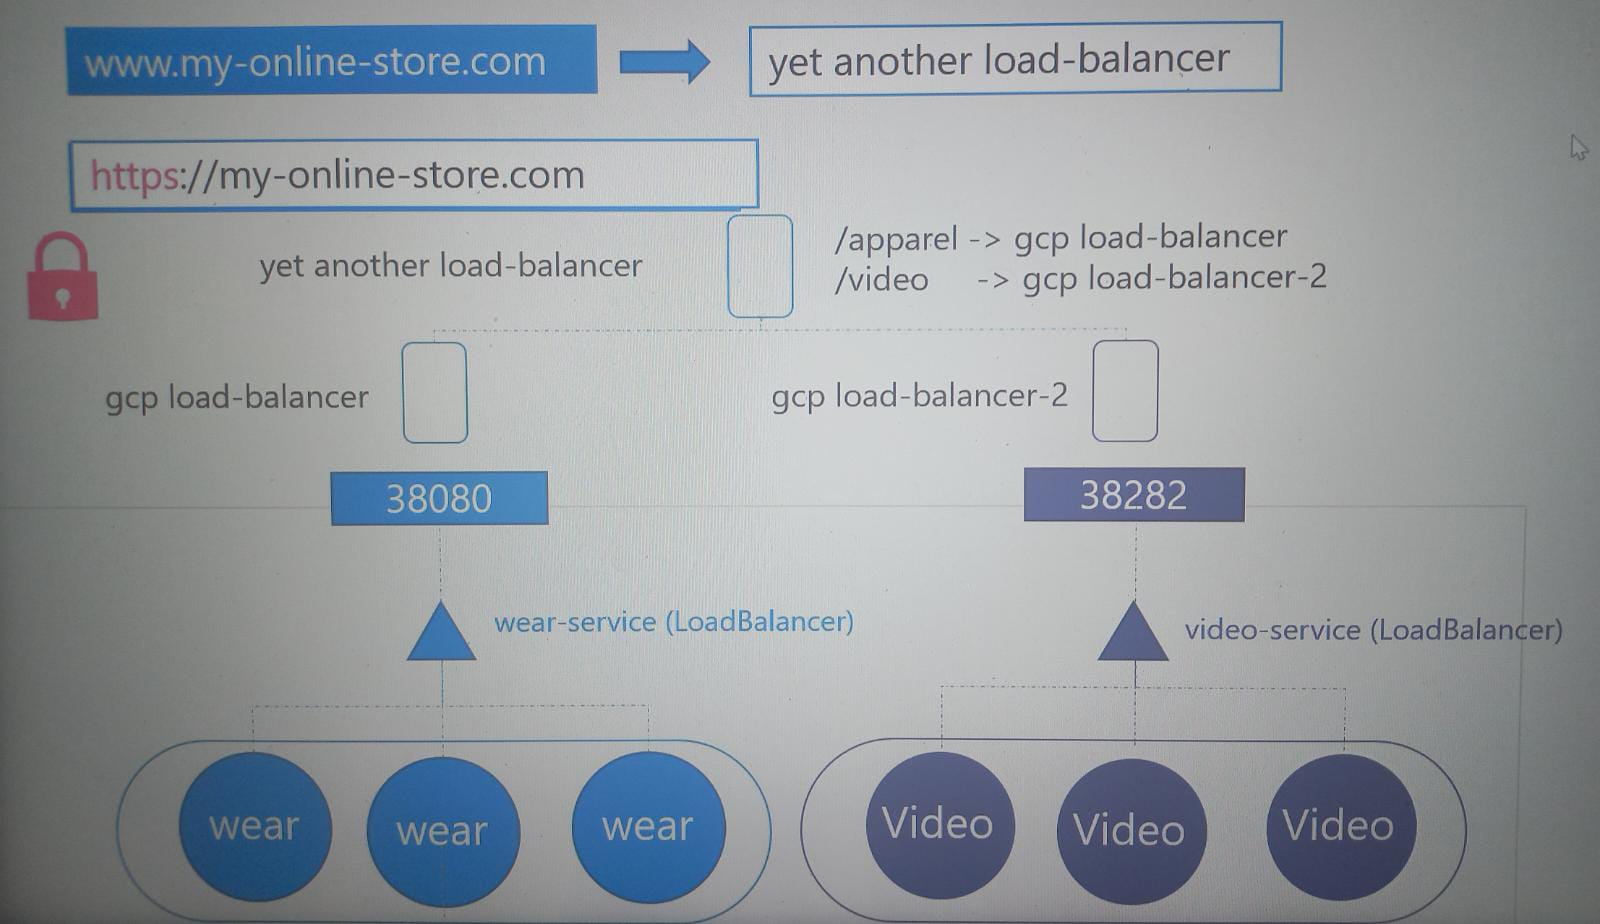 www.my-online-store.com
yet another load-balancer
https://my-online-store.com
yet another load-balancer
/apparel -> gcp load-balancer
/video -> gcp load-balancer-2
gcp load-balancer
gcp load-balancer-2
38080
38282
wear-service (LoadBalancer)
video-service (LoadBalancer)
wear
wear
wear
Video
Video
Video